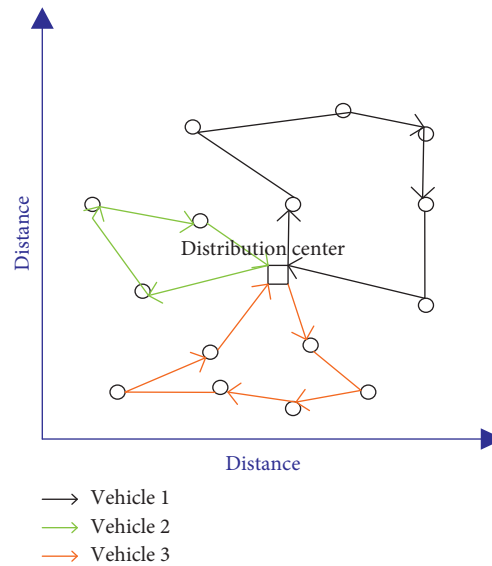 Distribution center
Distance
Distance
Vehicle 1
Vehicle 2
Vehicle 3